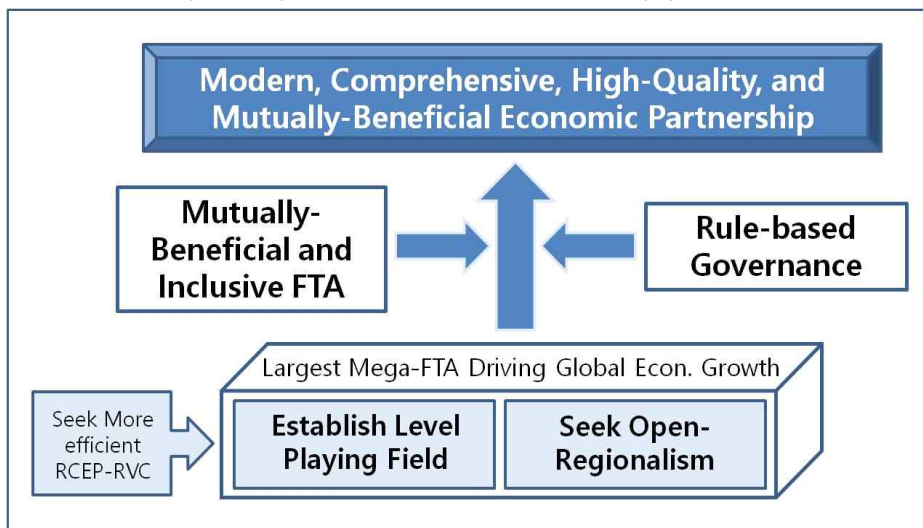 Modern, Comprehensive, High-Quality, and
Mutually-Beneficial Economic Partnership
Mutually-
Beneficial and
Inclusive FTA
Rule-based
Governance
Largest Mega-FTA Driving Global Econ. Growth
Seek More
efficient
RCEP-RVC
Establish Level
Playing Field
Seek Open-
Regionalism